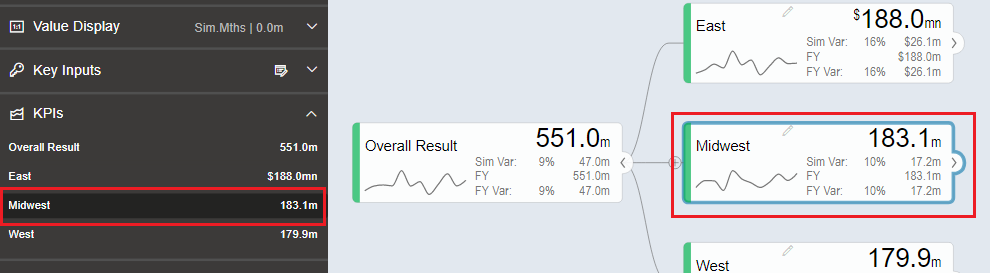 Value Display Sim.Mths | 0.0m
Key Inputs
KPIs
Overall Result 551.0m
East $188.0mn
Midwest 183.1m
West 179.9m
Overall Result 551.0m
Sim Var: 9% 47.0m
FY 551.0m
FY Var: 9% 47.0m
East $188.0mn
Sim Var: 16% $26.1m
FY $188.0m
FY Var: 16% $26.1m
Midwest 183.1m
Sim Var: 10% 17.2m
FY 183.1m
FY Var: 10% 17.2m
West 179.9m